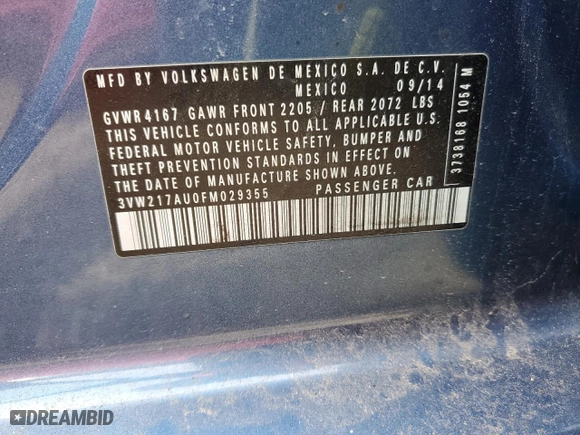 MFD BY VOLKSWAGEN DE MEXICO S.A. DE C.V.
MEXICO 09/14
GVWR 4167 GAWR FRONT 2205 / REAR 2072 LBS
THIS VEHICLE CONFORMS TO ALL APPLICABLE U.S.
FEDERAL MOTOR VEHICLE SAFETY, BUMPER AND
THEFT PREVENTION STANDARDS IN EFFECT ON
THE DATE OF MANUFACTURE SHOWN ABOVE.
3VW217AU0FM029355 PASSENGER CAR
3738168 1054 M
DREAMBID